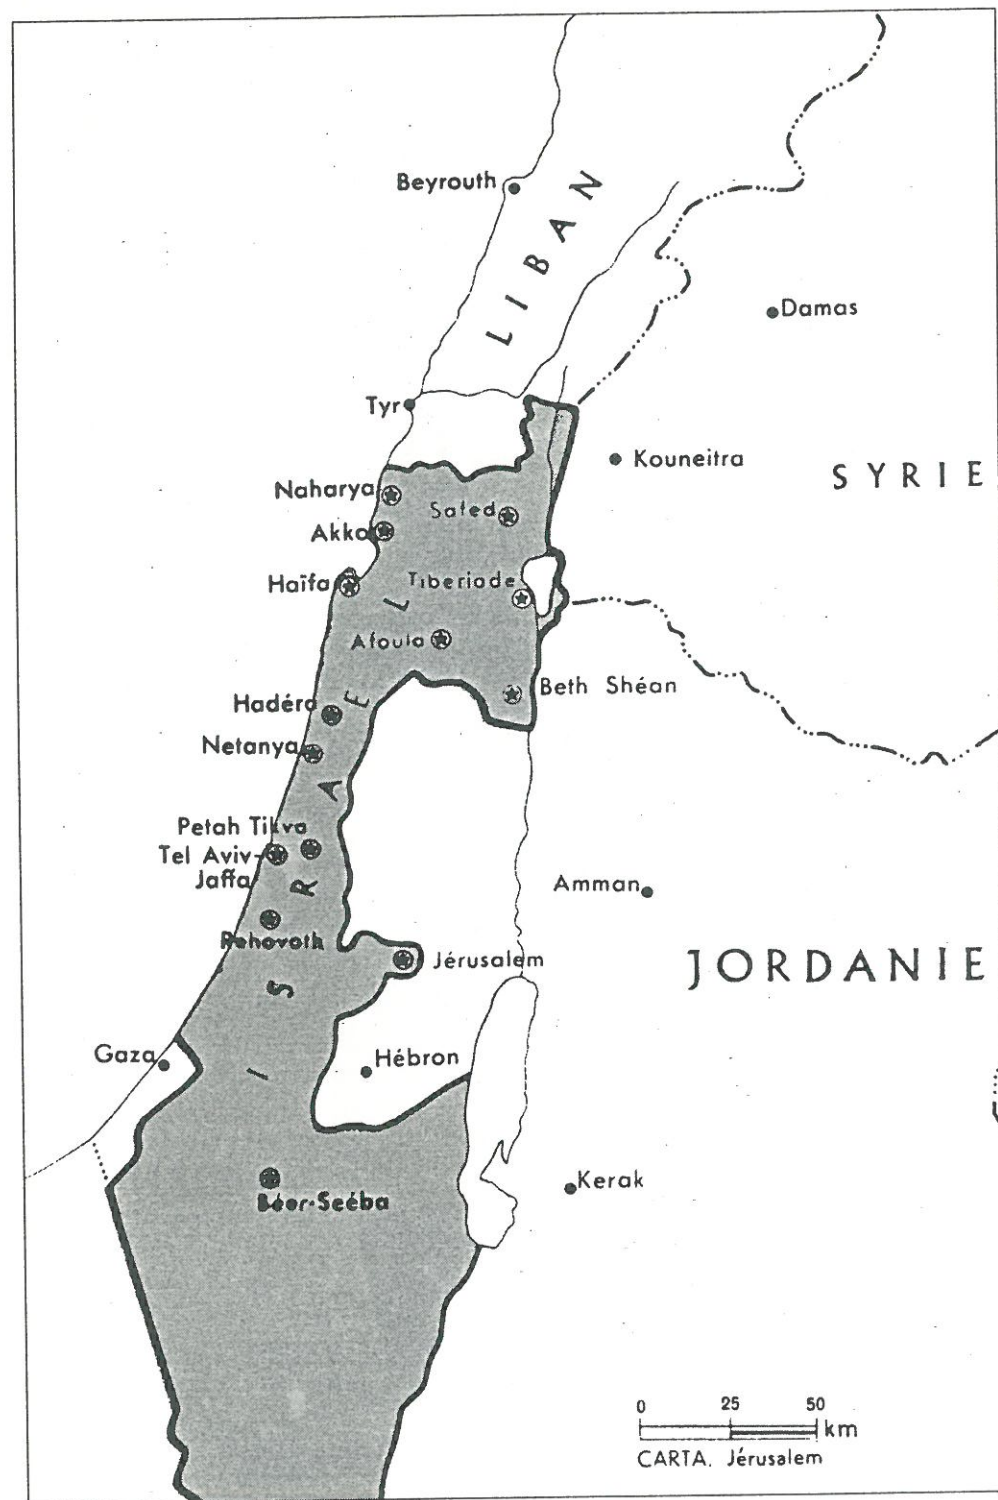 Beyrouth
LIBAN
Damas
Tyr
Kouneitra
SYRIE
Naharya
Safed
Akko
Haïfa
Tiberiade
Afoula
Beth Shéan
Hadéra
Netanya
Petah Tikva
Tel Aviv-
Jaffa
Amman
Rehovoth
Jérusalem
JORDANIE
ISRAEL
Gaza
Hébron
Kerak
Béer-Seéba
0 25 50
km
CARTA. Jérusalem